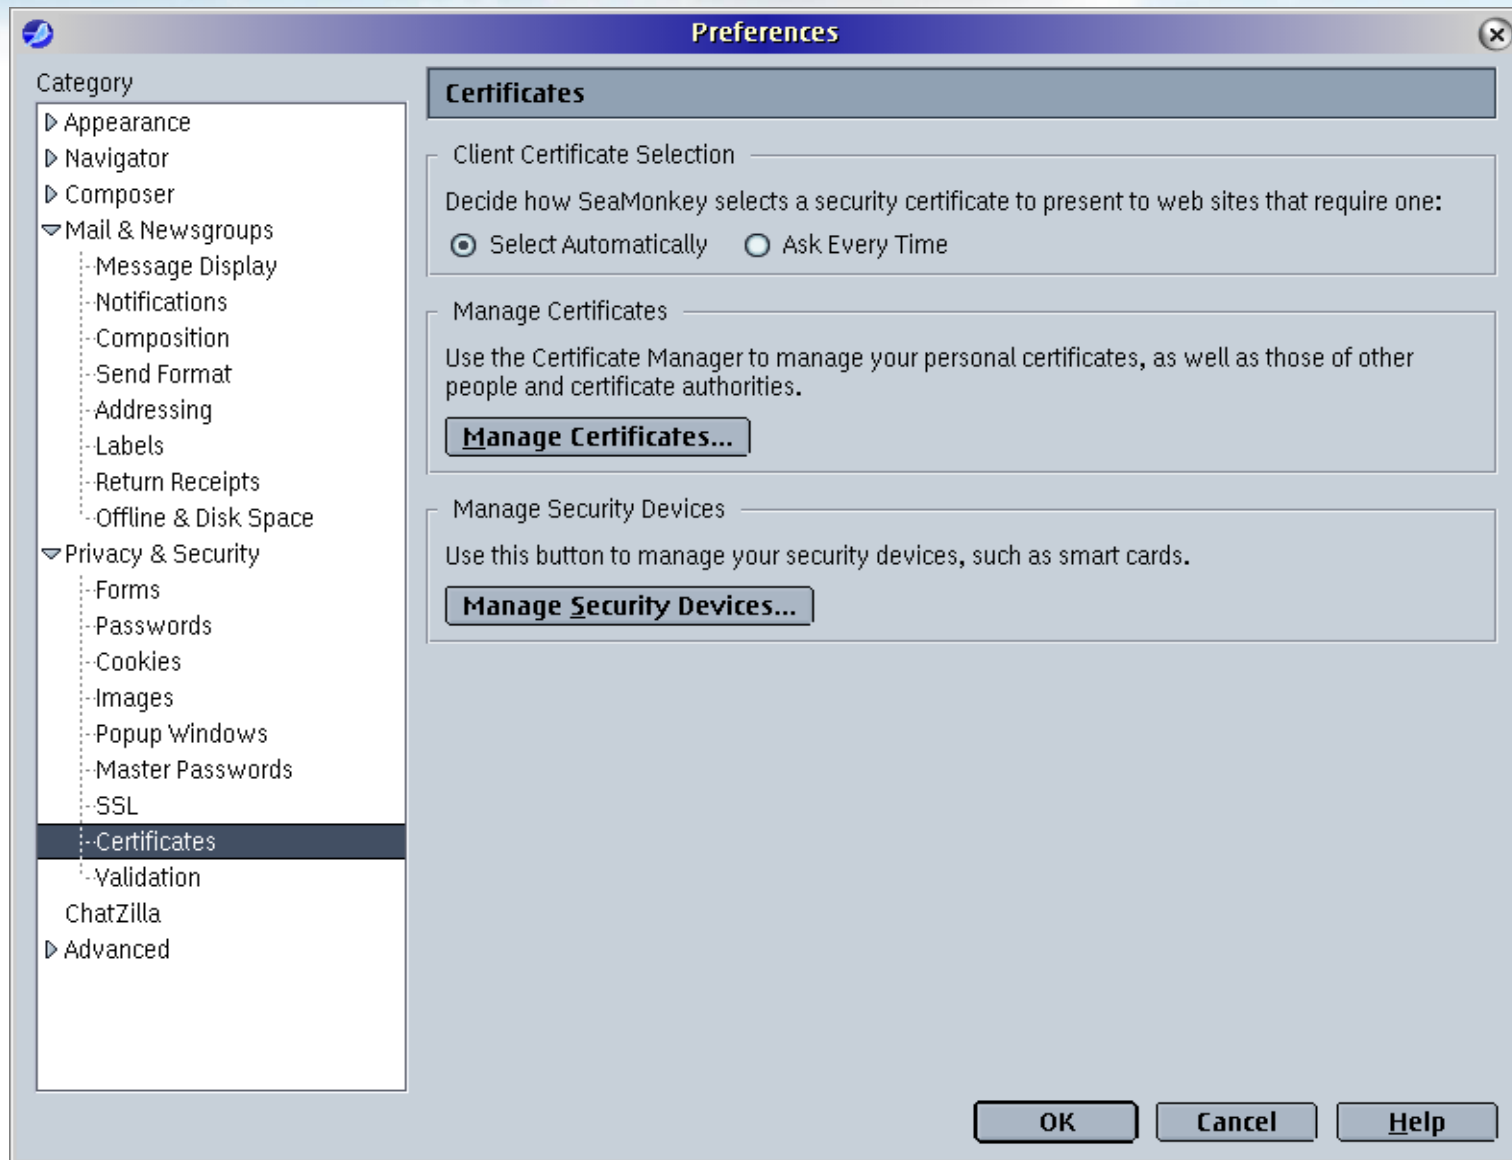 Preferences
Category
Appearance
Navigator
Composer
Mail & Newsgroups
Message Display
Notifications
Composition
Send Format
Addressing
Labels
Return Receipts
Offline & Disk Space
Privacy & Security
Forms
Passwords
Cookies
Images
Popup Windows
Master Passwords
SSL
Certificates
Validation
ChatZilla
Advanced
Certificates
Client Certificate Selection
Decide how SeaMonkey selects a security certificate to present to web sites that require one:
Select Automatically Ask Every Time
Manage Certificates
Use the Certificate Manager to manage your personal certificates, as well as those of other
people and certificate authorities.
Manage Certificates...
Manage Security Devices
Use this button to manage your security devices, such as smart cards.
Manage Security Devices...
OK Cancel Help